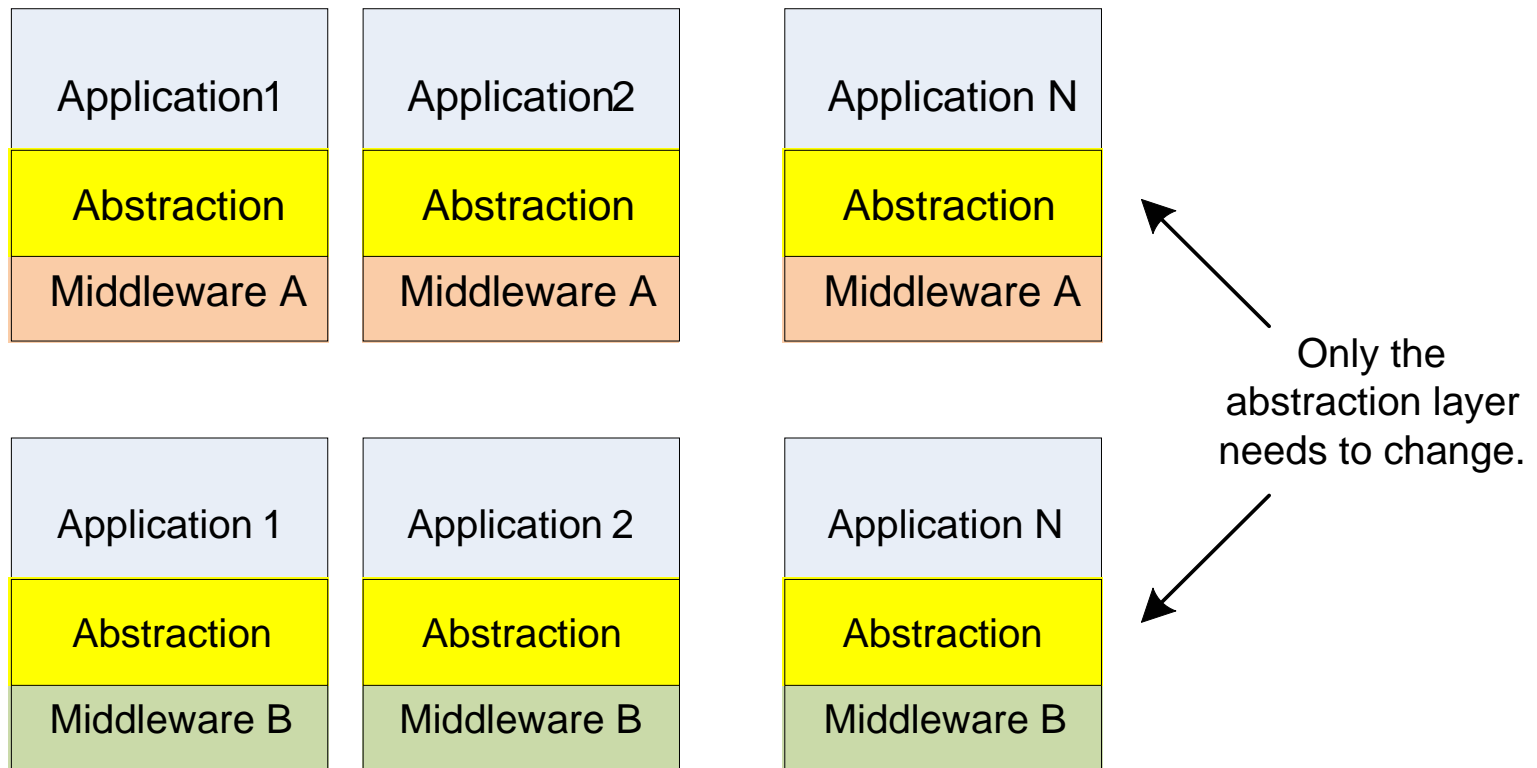 Application1
Application2
Application N
Abstraction
Abstraction
Abstraction
Middleware A
Middleware A
Middleware A
Only the
abstraction layer
needs to change.
Application 1
Application 2
Application N
Abstraction
Abstraction
Abstraction
Middleware B
Middleware B
Middleware B